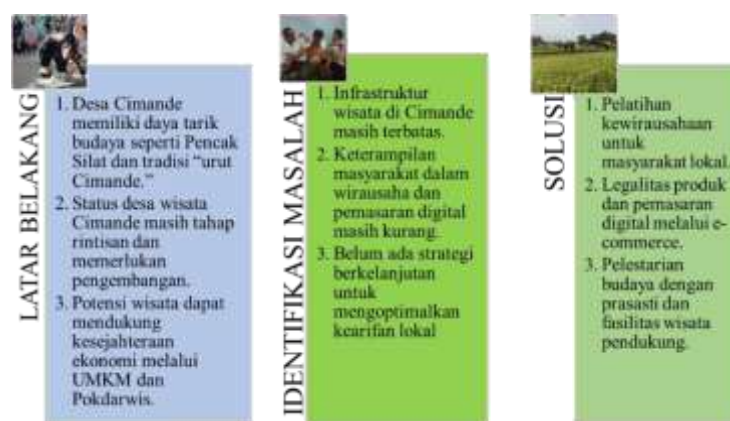 LATAR BELAKANG
1. Desa Cimande
memiliki daya tarik
budaya seperti Pencak
Silat dan tradisi “urut
Cimande.”
2. Status desa wisata
Cimande masih tahap
rintisan dan
memerlukan
pengembangan.
3. Potensi wisata dapat
mendukung
kesejahteraan
ekonomi melalui
UMKM dan
Pokdarwis.
IDENTIFIKASI MASALAH
1. Infrastruktur
wisata di Cimande
masih terbatas.
2. Keterampilan
masyarakat dalam
wirausaha dan
pemasaran digital
masih kurang.
3. Belum ada strategi
berkelanjutan
untuk
mengoptimalkan
kearifan lokal
SOLUSI
1. Pelatihan
kewirausahaan
untuk
masyarakat lokal.
2. Legalitas produk
dan pemasaran
digital melalui e-
commerce.
3. Pelestarian
budaya dengan
prasasti dan
fasilitas wisata
pendukung.